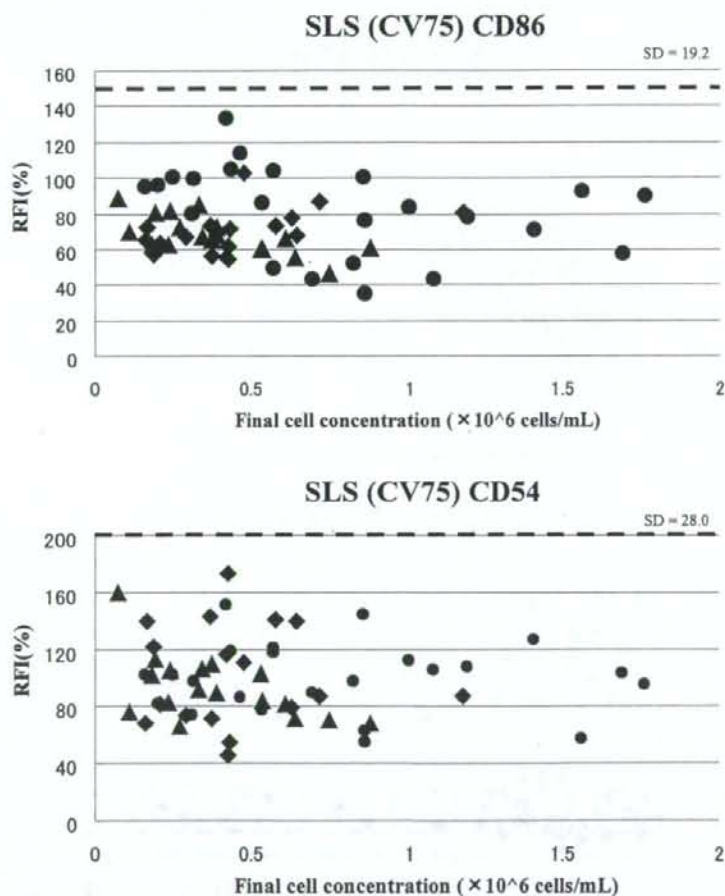 SLS (CV75) CD86
SD = 19.2
160
140
120
100
80
60
40
20
0
RFI(%)
0 0.5 1 1.5 2
Final cell concentration (×10^6 cells/mL)
SLS (CV75) CD54
SD = 28.0
200
160
120
80
40
0
RFI(%)
0 0.5 1 1.5 2
Final cell concentration (×10^6 cells/mL)